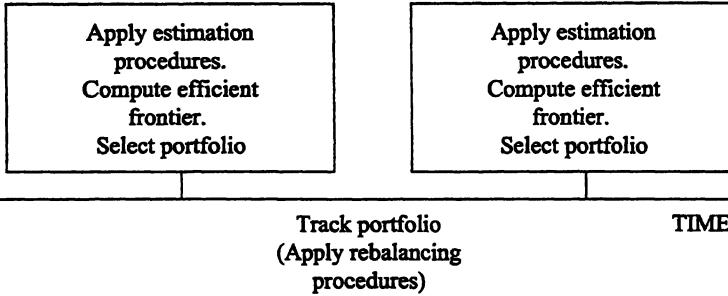 Apply estimation
procedures.
Compute efficient
frontier.
Select portfolio
Apply estimation
procedures.
Compute efficient
frontier.
Select portfolio
Track portfolio
(Apply rebalancing
procedures)
TIME